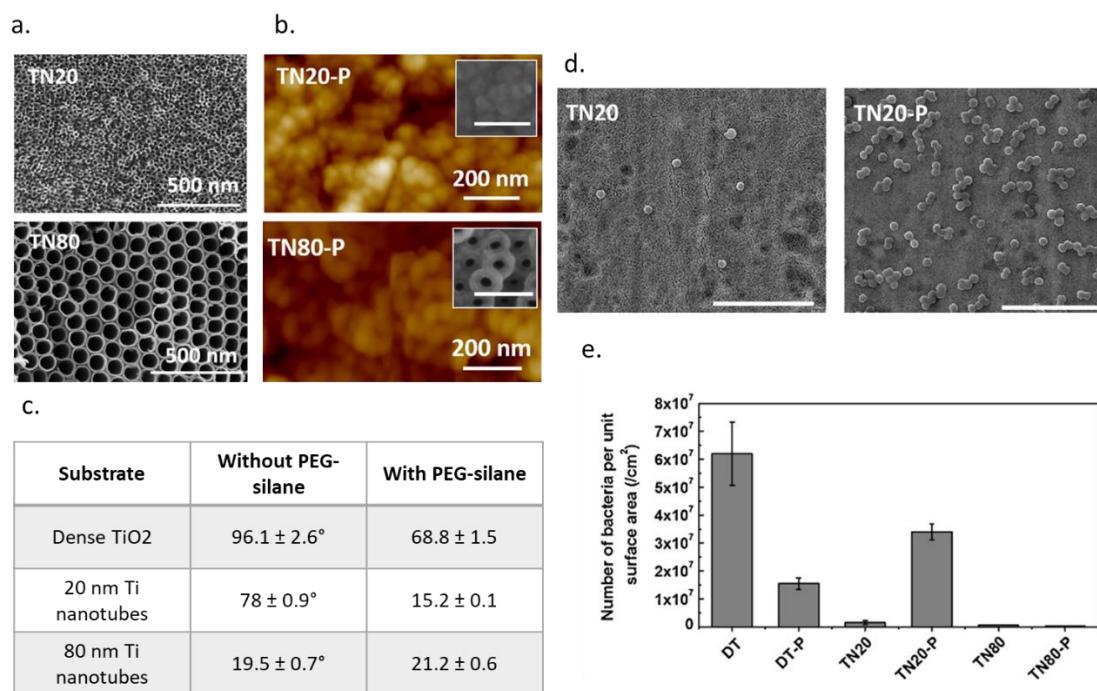 a.
TN20
500 nm
TN80
500 nm
b.
TN20-P
200 nm
TN80-P
200 nm
c.
Substrate
Without PEG-
silane
With PEG-silane
Dense TiO2
96.1 ± 2.6°
68.8 ± 1.5
20 nm Ti
nanotubes
78 ± 0.9°
15.2 ± 0.1
80 nm Ti
nanotubes
19.5 ± 0.7°
21.2 ± 0.6
d.
TN20
TN20-P
e.
Number of bacteria per unit
surface area (/cm²)
8x10⁷
7x10⁷
6x10⁷
5x10⁷
4x10⁷
3x10⁷
2x10⁷
1x10⁷
0
DT
DT-P
TN20
TN20-P
TN80
TN80-P